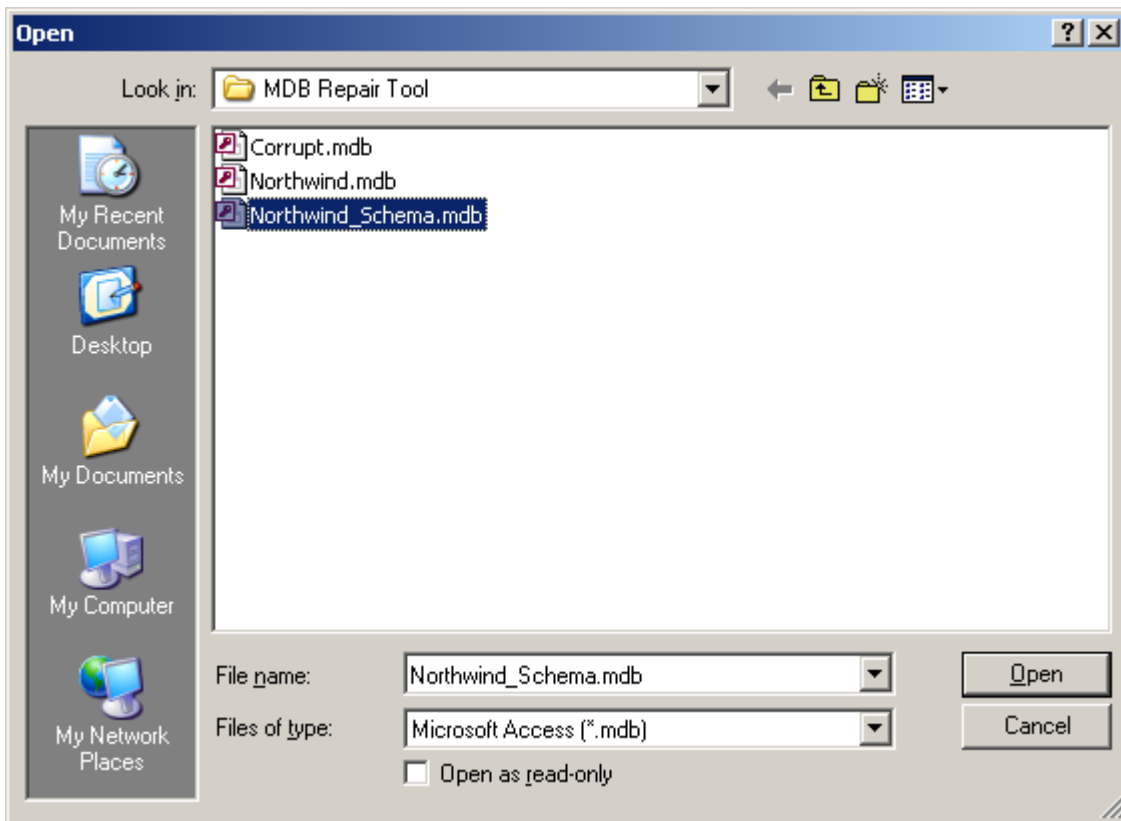 Open
Look in: MDB Repair Tool
Corrupt.mdb
Northwind.mdb
Northwind_Schema.mdb
My Recent
Documents
Desktop
My Documents
My Computer
My Network
Places
File name: Northwind_Schema.mdb Open
Files of type: Microsoft Access (*.mdb) Cancel
Open as read-only